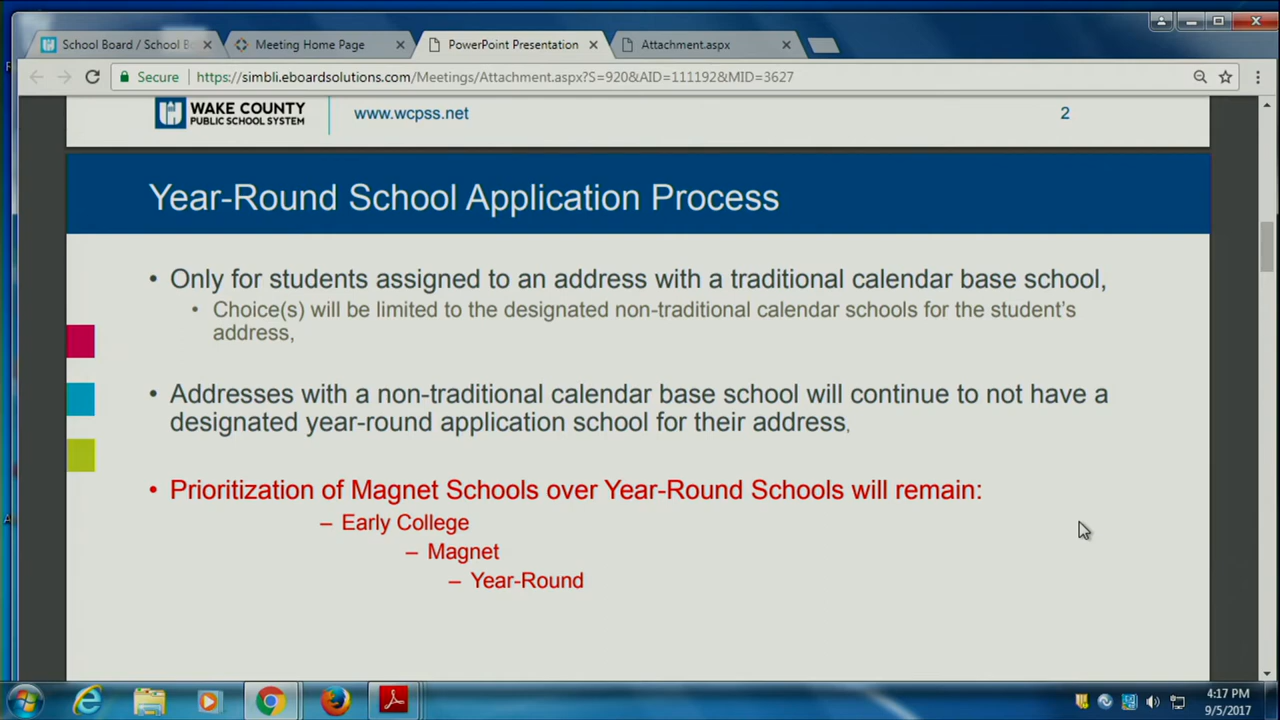 School Board / School B
Meeting Home Page
PowerPoint Presentation
Attachment.aspx
Secure
https://simbli.eboardsolutions.com/Meetings/Attachment.aspx?S=920&AID=111192&MID=3627
WAKE COUNTY
PUBLIC SCHOOL SYSTEM
www.wcpss.net
2
Year-Round School Application Process
• Only for students assigned to an address with a traditional calendar base school,
• Choice(s) will be limited to the designated non-traditional calendar schools for the student's
address,
• Addresses with a non-traditional calendar base school will continue to not have a
designated year-round application school for their address,
• Prioritization of Magnet Schools over Year-Round Schools will remain:
– Early College
– Magnet
– Year-Round
4:17 PM
9/5/2017